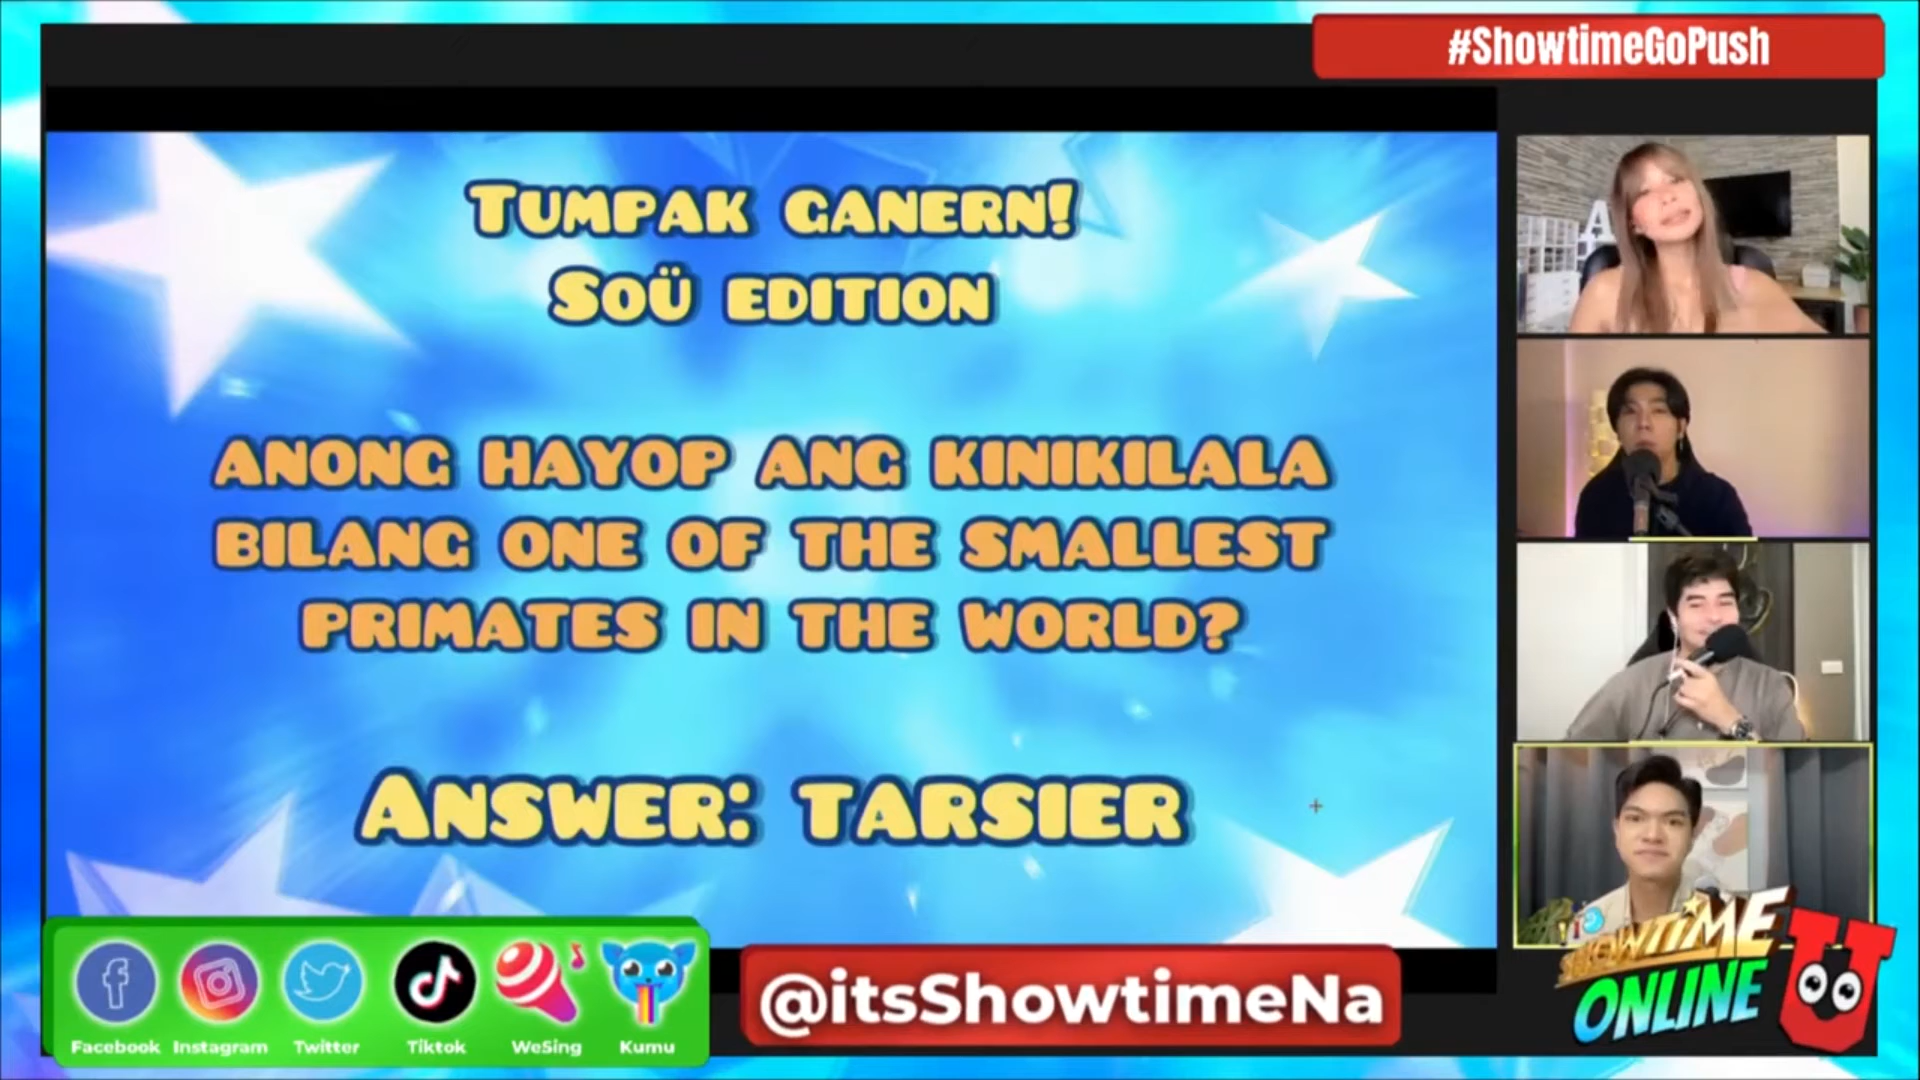 #ShowtimeGoPush
TUMPAK GANERN!
SOÜ EDITION
ANONG HAYOP ANG KINIKILALA
BILANG ONE OF THE SMALLEST
PRIMATES IN THE WORLD?
ANSWER: TARSIER
Facebook Instagram Twitter Tiktok WeSing Kumu
@itsShowtimeNa
SHOWTIME
ONLINE U